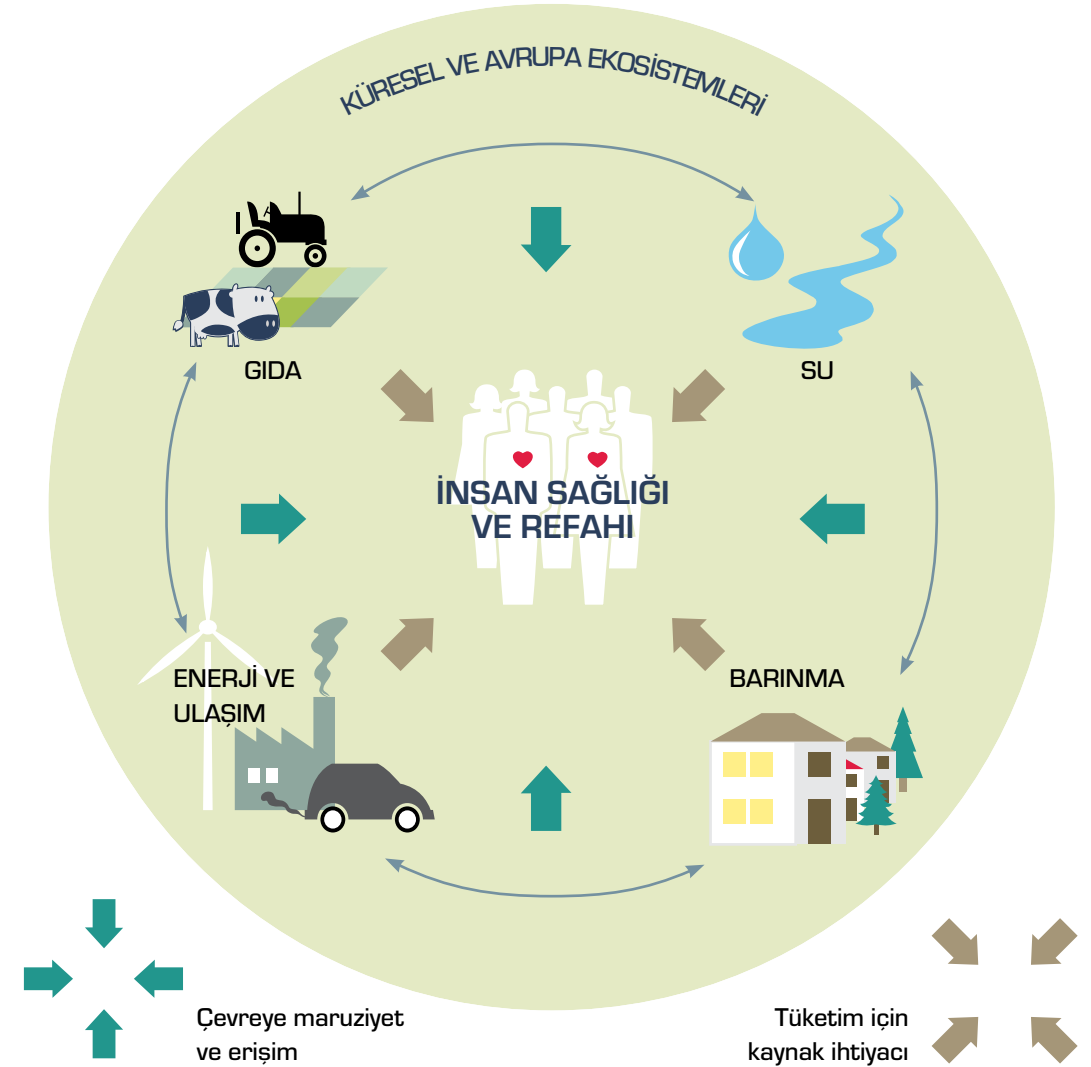 KÜRESEL VE AVRUPA EKOSİSTEMLERİ
GIDA
SU
İNSAN SAĞLIĞI
VE REFAHI
ENERJİ VE
ULAŞIM
BARINMA
Çevreye maruziyet
ve erişim
Tüketim için
kaynak ihtiyacı